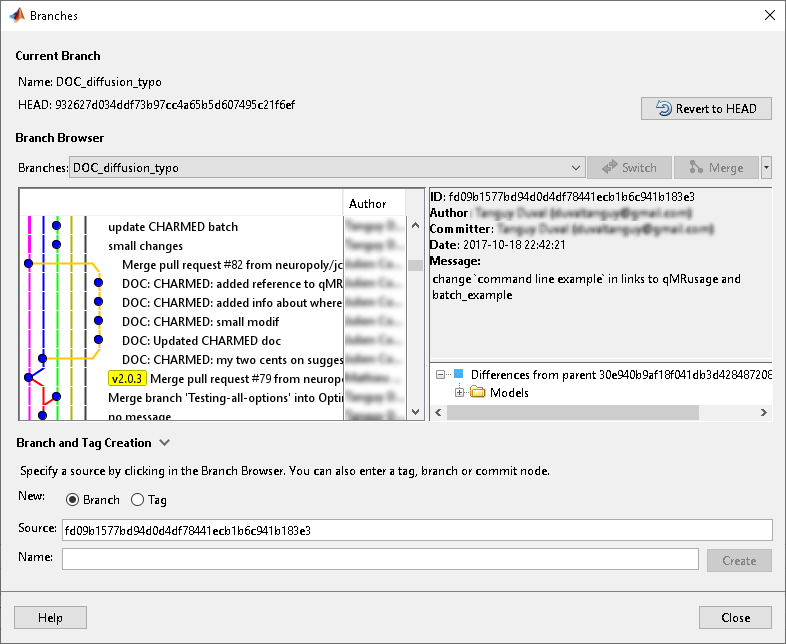 Branches
Current Branch
Name: DOC_diffusion_typo
HEAD: 932627d034ddf73b97cc4a65b5d607495c21f6ef
Revert to HEAD
Branch Browser
Branches: DOC_diffusion_typo
Switch
Merge
Author
update CHARMED batch
small changes
Merge pull request #82 from neuropoly/jc
DOC: CHARMED: added reference to qMR
DOC: CHARMED: added info about where
DOC: CHARMED: small modif
DOC: Updated CHARMED doc
DOC: CHARMED: my two cents on sugges
v2.0.3 Merge pull request #79 from neurop
Merge branch 'Testing-all-options' into Opti
no message
ID: fd09b1577bd94d0d4df78441ecb1b6c941b183e3
Author:
Committer:
Date: 2017-10-18 22:42:21
Message:
change `command line example` in links to qMRusage and
batch_example
Differences from parent 30e940b9af18f041db3d428487208
Models
Branch and Tag Creation
Specify a source by clicking in the Branch Browser. You can also enter a tag, branch or commit node.
New: Branch Tag
Source: fd09b1577bd94d0d4df78441ecb1b6c941b183e3
Name:
Create
Help
Close